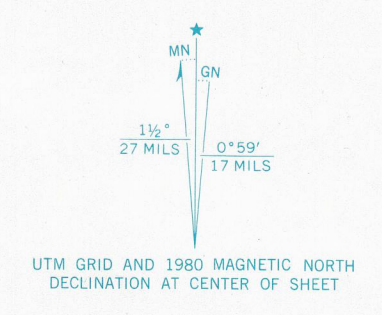 MN
GN
1½°
27 MILS
0°59′
17 MILS
UTM GRID AND 1980 MAGNETIC NORTH
DECLINATION AT CENTER OF SHEET